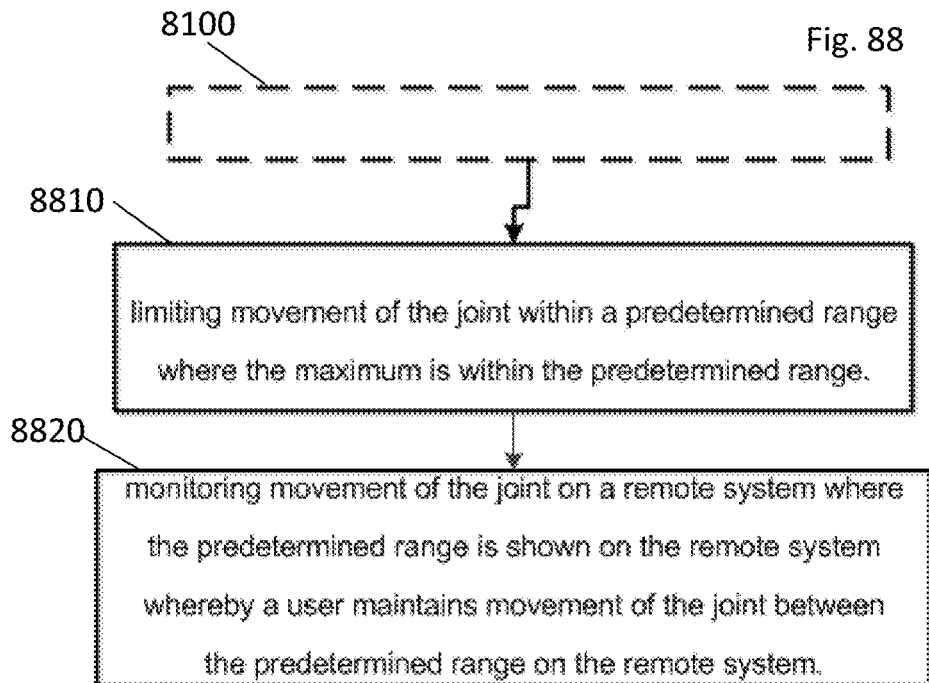 8100
Fig. 88
8810
limiting movement of the joint within a predetermined range
where the maximum is within the predetermined range.
8820
monitoring movement of the joint on a remote system where
the predetermined range is shown on the remote system
whereby a user maintains movement of the joint between
the predetermined range on the remote system.